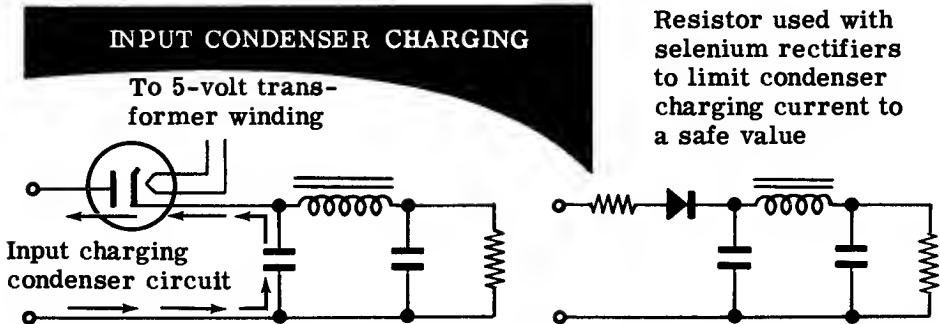 INPUT CONDENSER CHARGING
To 5-volt trans-
former winding
Input charging
condenser circuit
Resistor used with
selenium rectifiers
to limit condenser
charging current to
a safe value